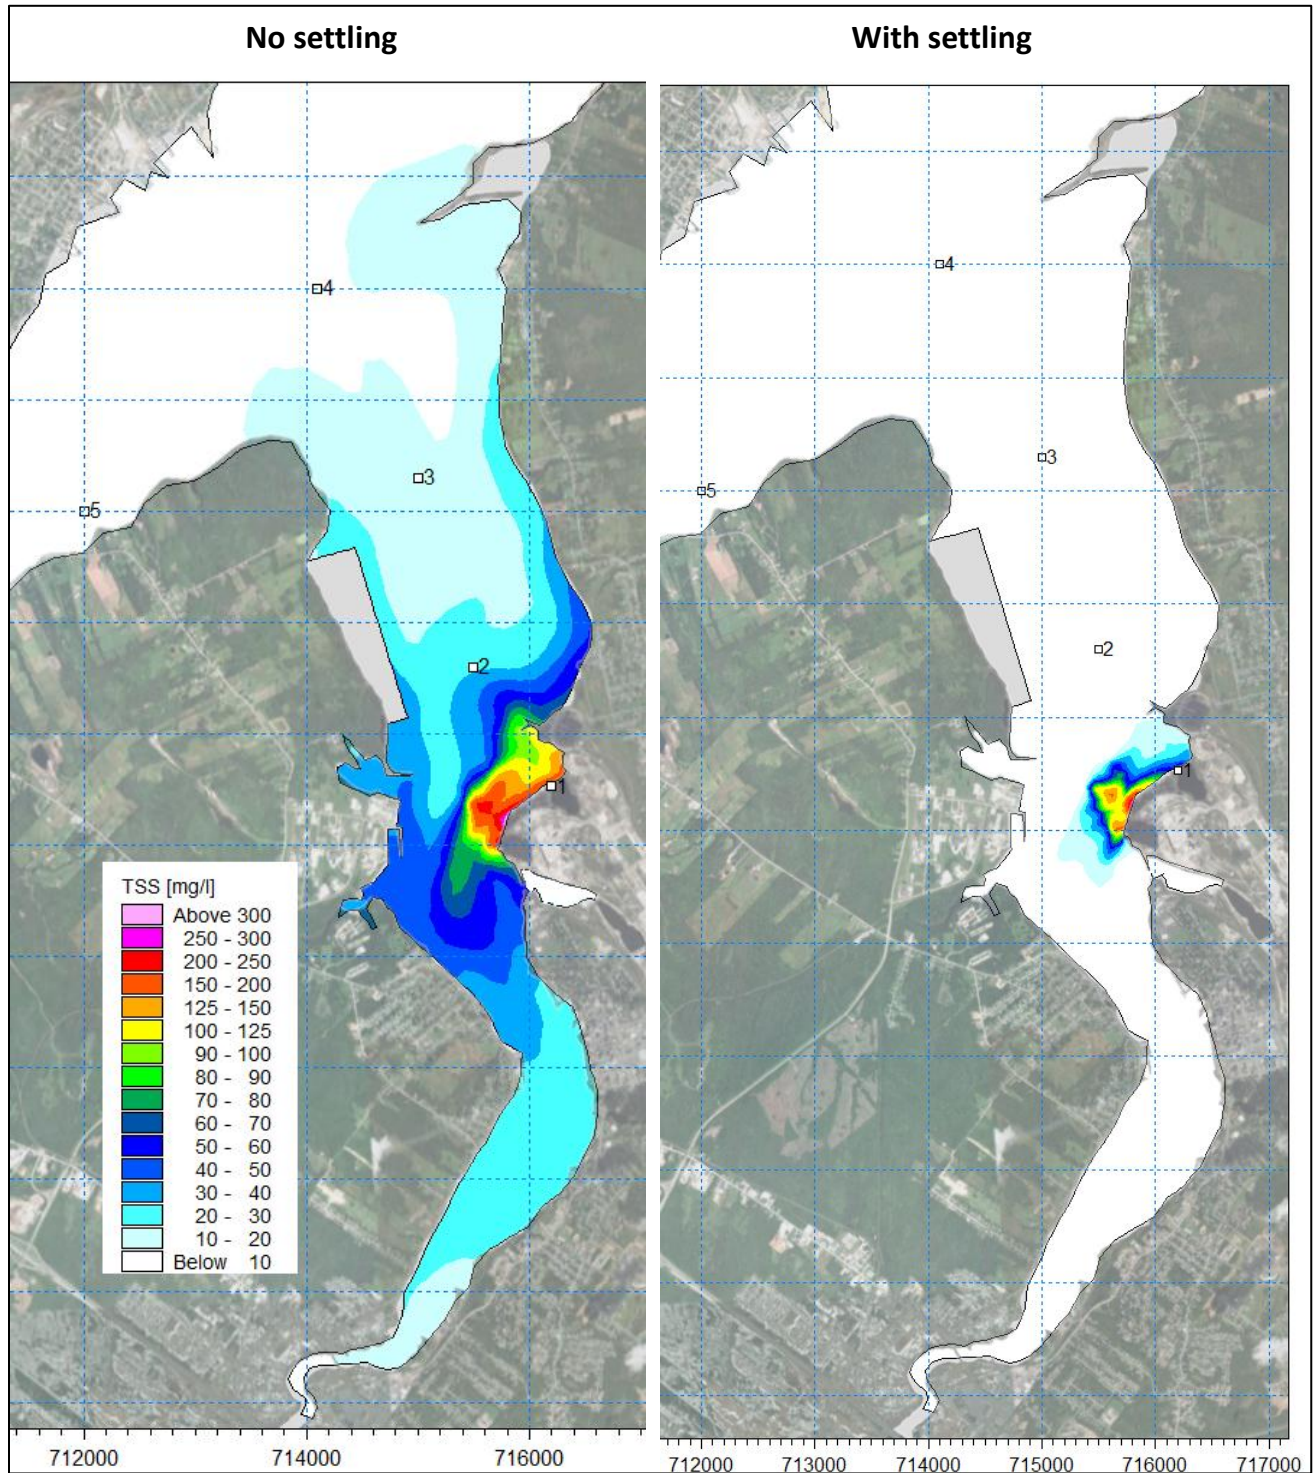 No settling
With settling
4
3
5
2
1
4
3
5
2
1
TSS [mg/l]
Above 300
250 - 300
200 - 250
150 - 200
125 - 150
100 - 125
90 - 100
80 - 90
70 - 80
60 - 70
50 - 60
40 - 50
30 - 40
20 - 30
10 - 20
Below 10
712000 714000 716000
712000 713000 714000 715000 716000 717000